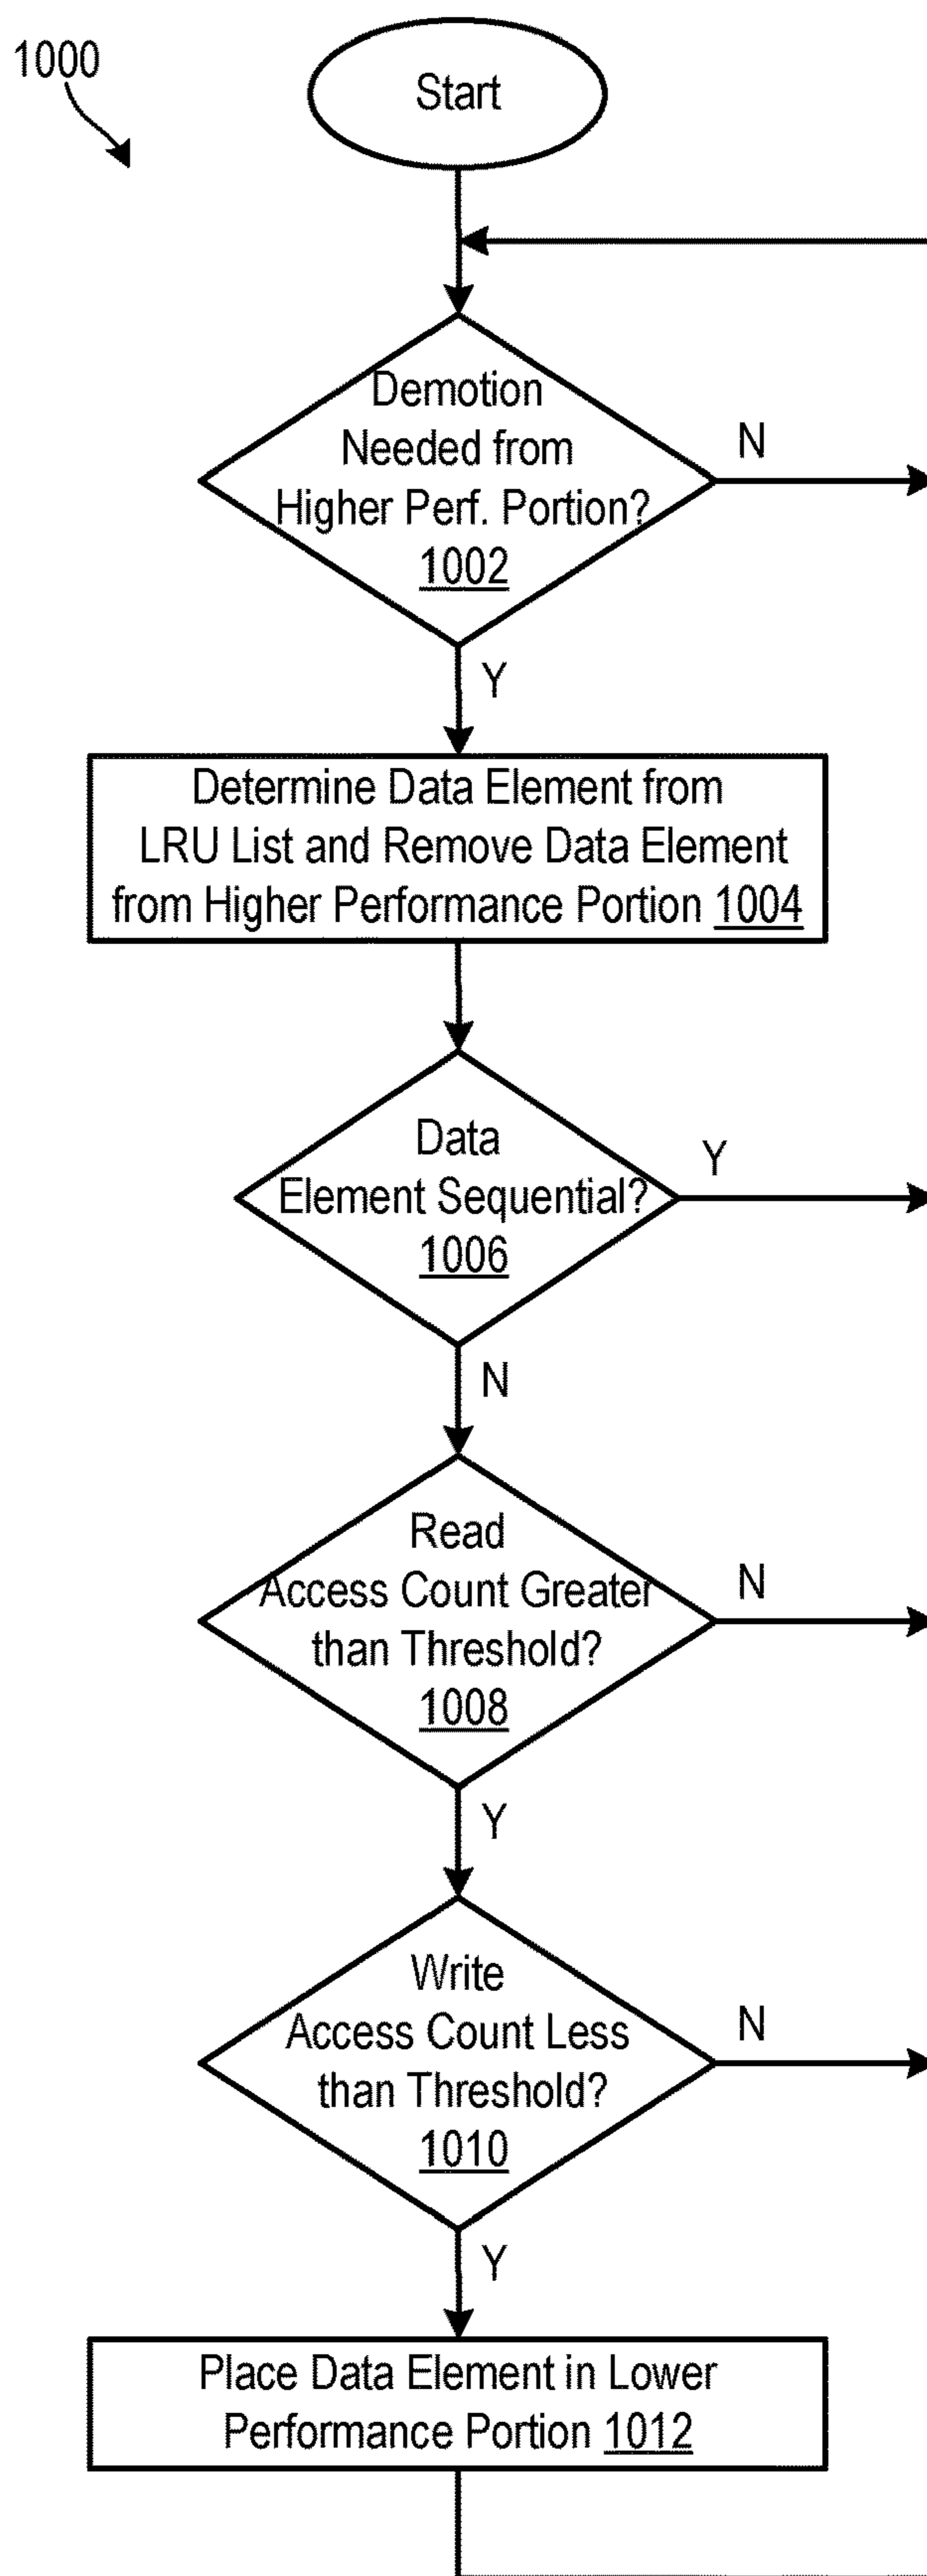 1000
Start
Demotion
Needed from
Higher Perf. Portion?
1002
N
Y
Determine Data Element from
LRU List and Remove Data Element
from Higher Performance Portion 1004
Data
Element Sequential?
1006
Y
N
Read
Access Count Greater
than Threshold?
1008
N
Y
Write
Access Count Less
than Threshold?
1010
N
Y
Place Data Element in Lower
Performance Portion 1012